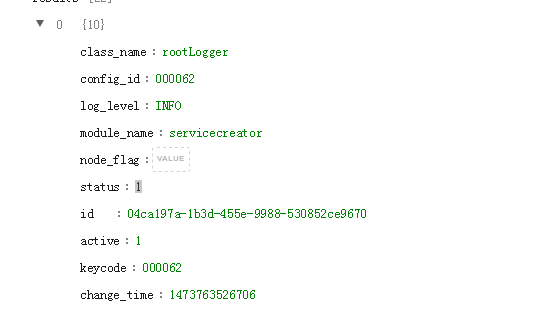 results [22]
▼ 0 {10}
class_name : rootLogger
config_id : 000062
log_level : INFO
module_name : servicecreator
node_flag : VALUE
status : 1
id : 04ca197a-1b3d-455e-9988-530852ce9670
active : 1
keycode : 000062
change_time : 1473763526706